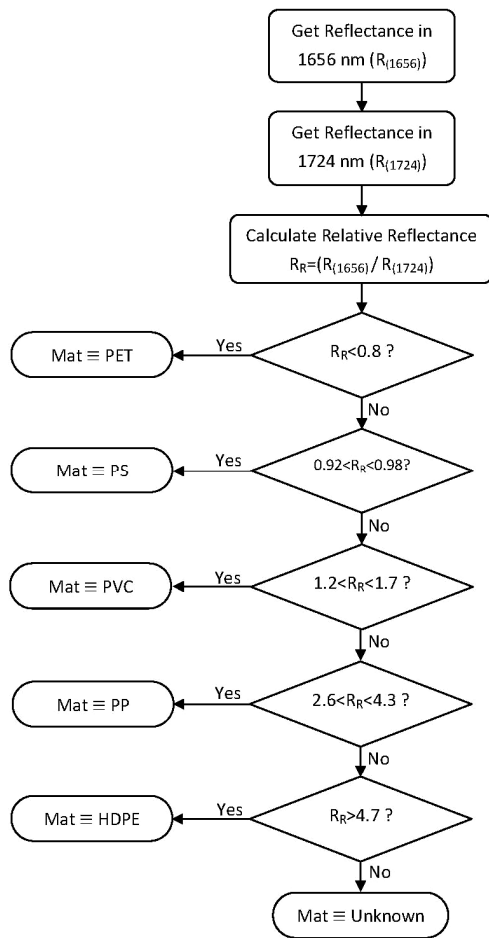 Get Reflectance in
1656 nm (R(1656))
Get Reflectance in
1724 nm (R(1724))
Calculate Relative Reflectance
RR=(R(1656)/ R(1724))
RR<0.8 ?
Yes
Mat ≡ PET
No
0.92<RR<0.98?
Yes
Mat ≡ PS
No
1.2<RR<1.7 ?
Yes
Mat ≡ PVC
No
2.6<RR<4.3 ?
Yes
Mat ≡ PP
No
RR>4.7 ?
Yes
Mat ≡ HDPE
No
Mat ≡ Unknown